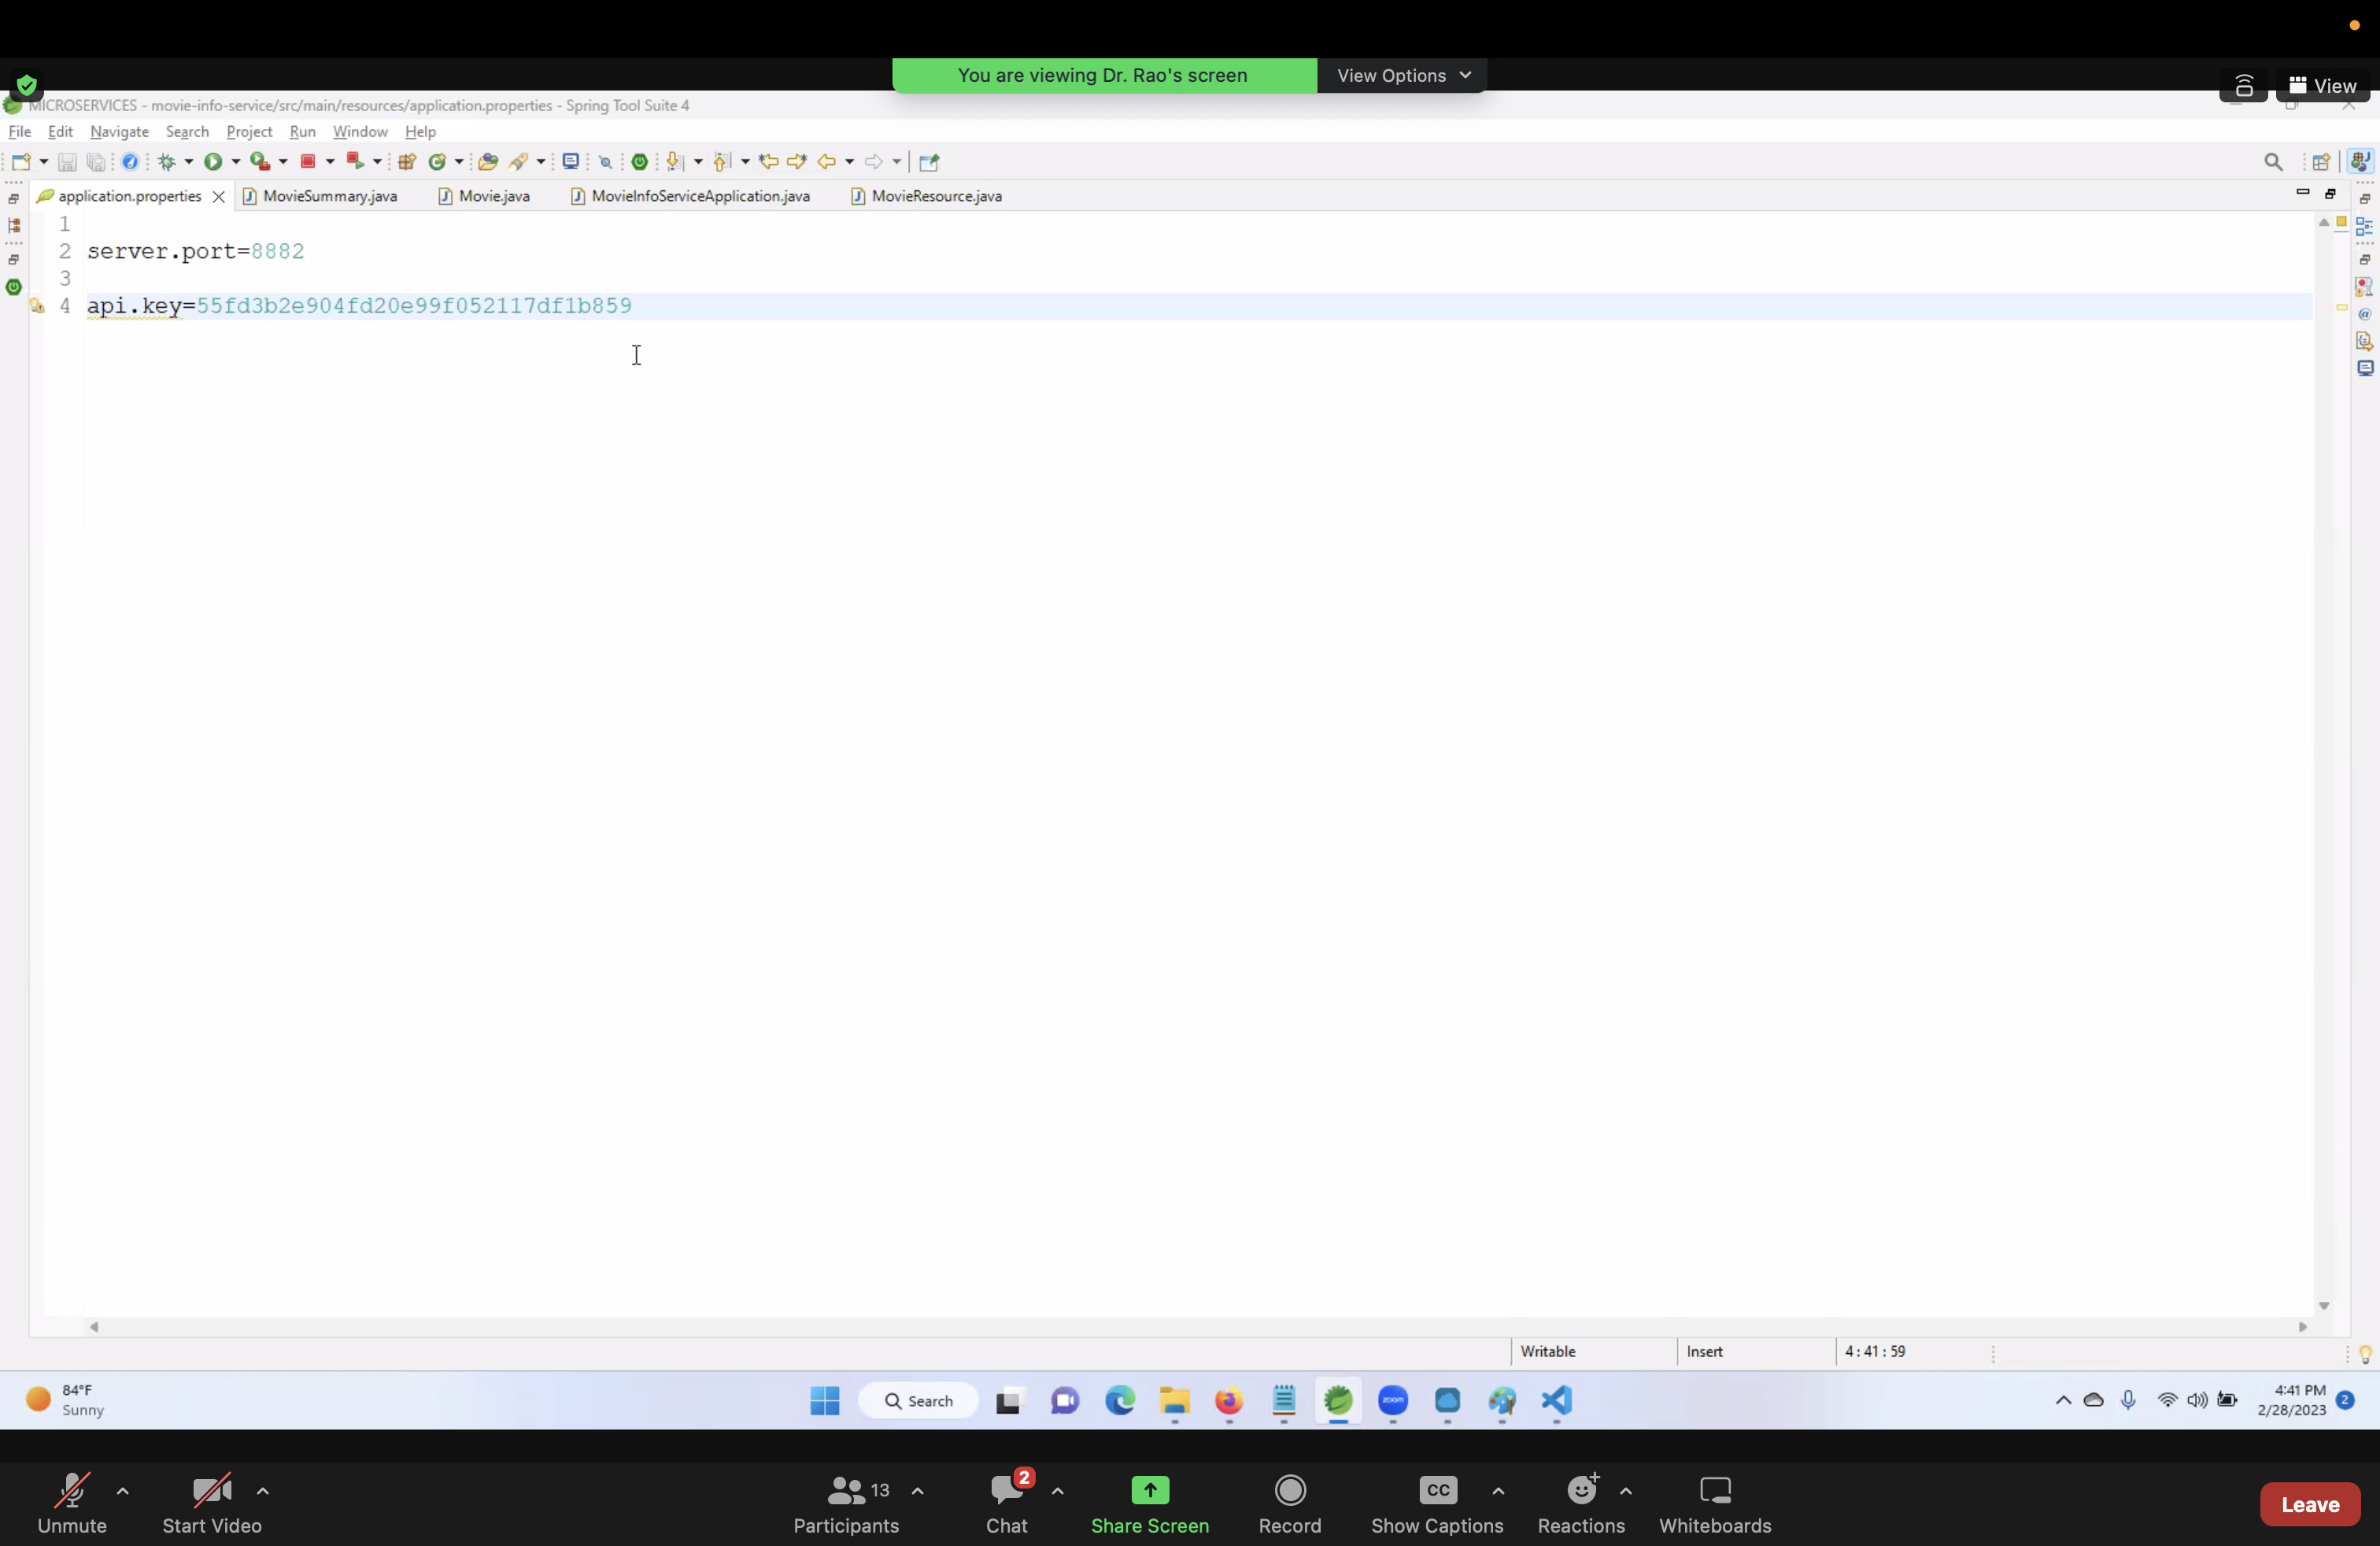 You are viewing Dr. Rao's screen
View Options
View
MICROSERVICES - movie-info-service/src/main/resources/application.properties - Spring Tool Suite 4
File Edit Navigate Search Project Run Window Help
application.properties MovieSummary.java Movie.java MovieInfoServiceApplication.java MovieResource.java
1
2 server.port=8882
3
4 api.key=55fd3b2e904fd20e99f052117df1b859
Writable Insert 4 : 41 : 59
84°F
Sunny
Search
zoom
4:41 PM
2/28/2023
2
Unmute
Start Video
13
Participants
2
Chat
Share Screen
Record
CC
Show Captions
Reactions
Whiteboards
Leave